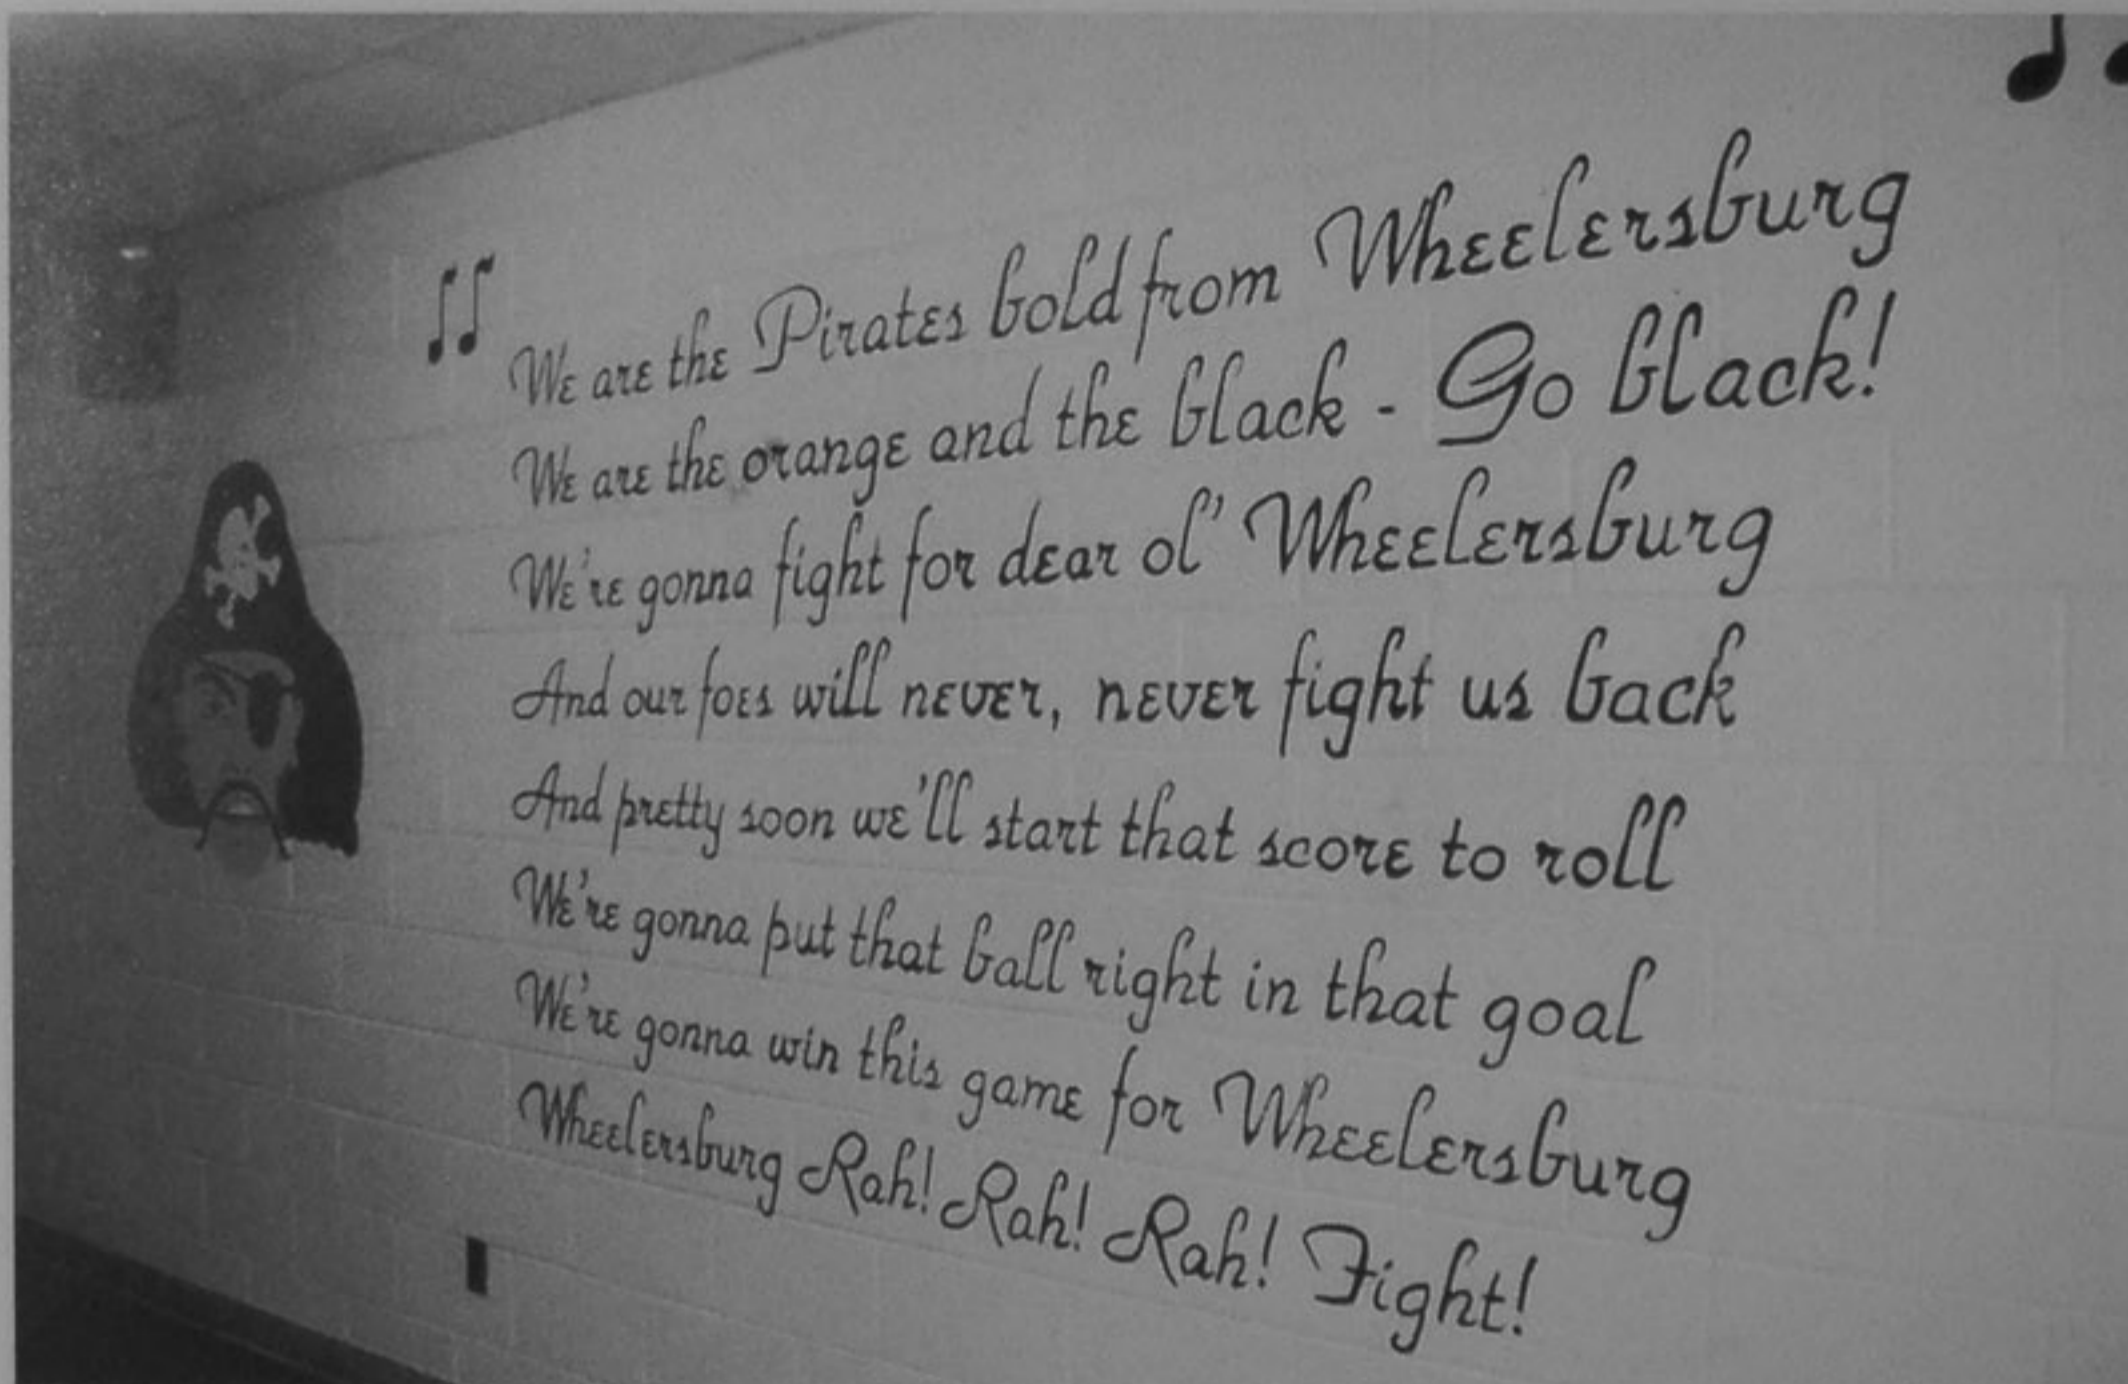 We are the Pirates bold from Wheelersburg
We are the orange and the black - Go black!
We're gonna fight for dear ol' Wheelersburg
And our foes will never, never fight us back
And pretty soon we'll start that score to roll
We're gonna put that ball right in that goal
We're gonna win this game for Wheelersburg
Wheelersburg Rah! Rah! Rah! Fight!